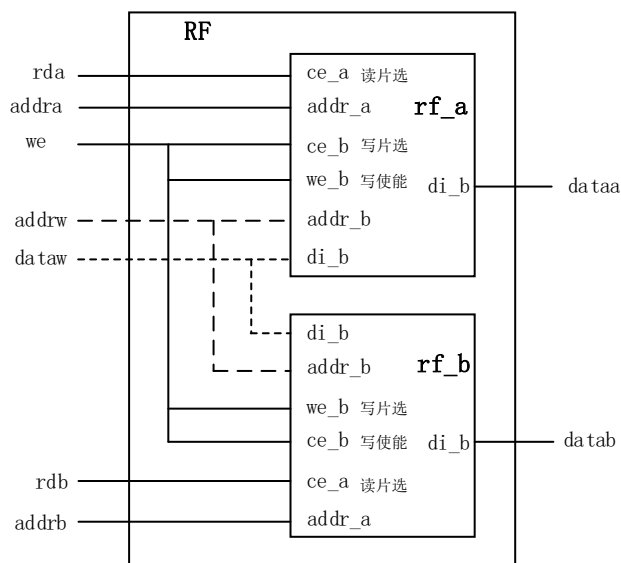 RF
rda
addra
we
addrw
dataw
ce_a 读片选
addr_a
rf_a
ce_b 写片选
we_b 写使能
di_b
addr_b
di_b
dataa
di_b
addr_b
rf_b
we_b 写片选
ce_b 写使能
di_b
ce_a 读片选
addr_a
datab
rdb
addrb